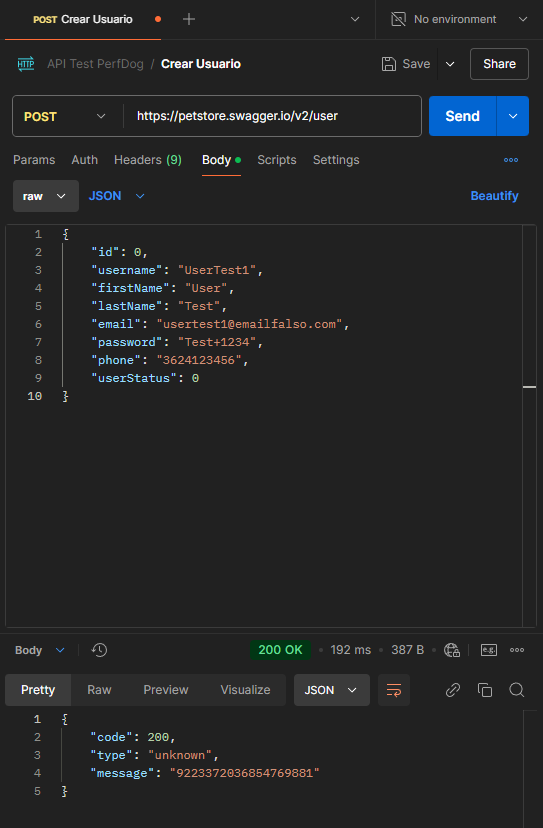 POST Crear Usuario
No environment
HTTP API Test PerfDog / Crear Usuario
Save
Share
POST
https://petstore.swagger.io/v2/user
Send
Params Auth Headers (9) Body Scripts Settings
raw JSON Beautify
1 {
2 "id": 0,
3 "username": "UserTest1",
4 "firstName": "User",
5 "lastName": "Test",
6 "email": "usertest1@emailfalso.com",
7 "password": "Test+1234",
8 "phone": "3624123456",
9 "userStatus": 0
10 }
Body 200 OK • 192 ms • 387 B • e.g.
Pretty Raw Preview Visualize JSON
1 {
2 "code": 200,
3 "type": "unknown",
4 "message": "9223372036854769881"
5 }